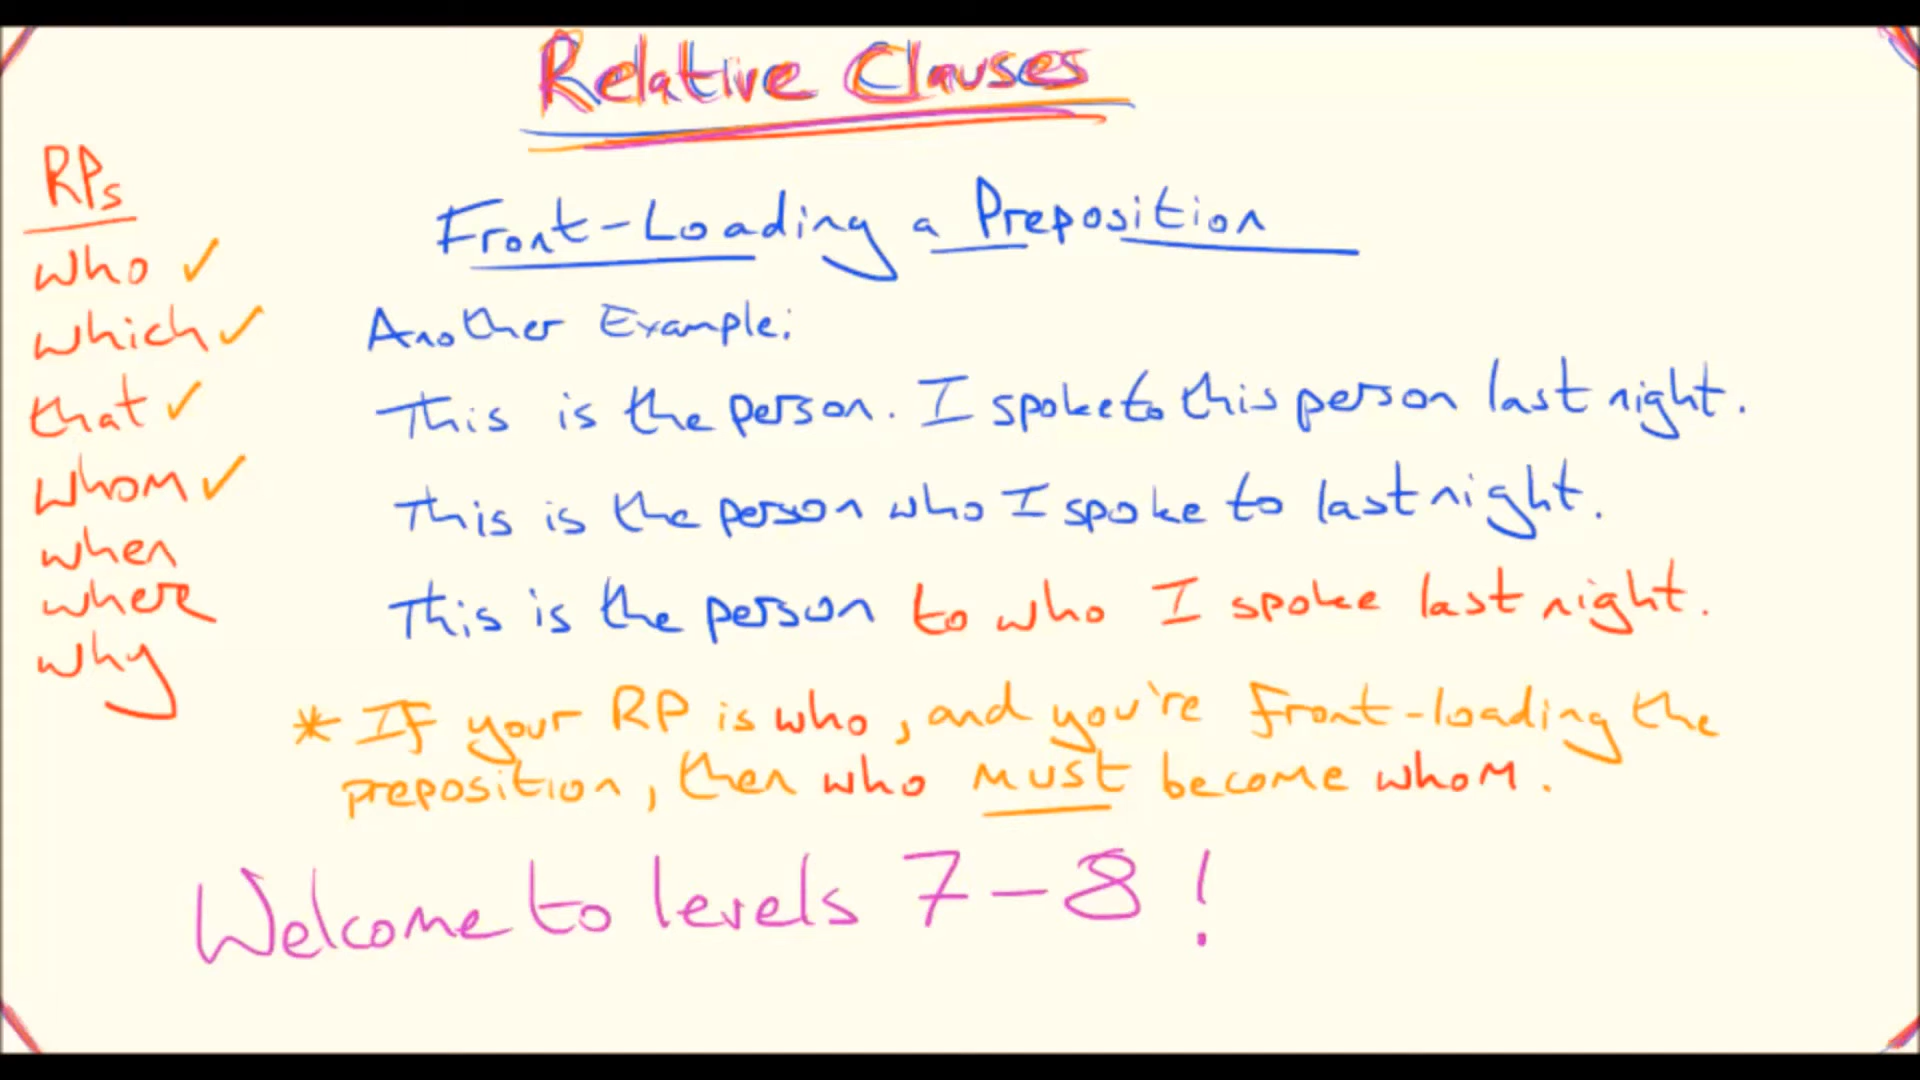 Relative Clauses
RPs
who ✓
which ✓
that ✓
whom ✓
when
where
why
Front-Loading a Preposition
Another Example:
This is the person. I spoke to this person last night.
This is the person who I spoke to last night.
This is the person to who I spoke last night.
* If your RP is who, and you're front-loading the
preposition, then who must become whom.
Welcome to levels 7-8!